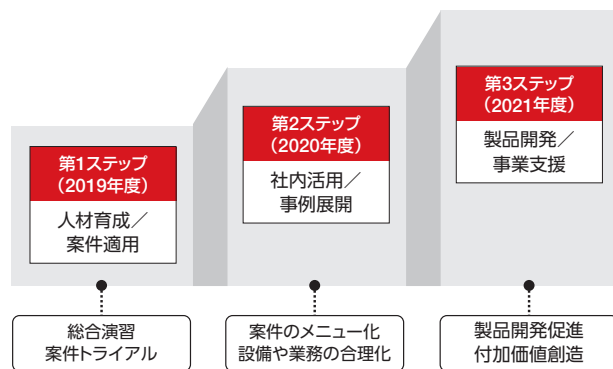 第1ステップ
（2019年度）
人材育成／
案件適用
総合演習
案件トライアル
第2ステップ
（2020年度）
社内活用／
事例展開
案件のメニュー化
設備や業務の合理化
第3ステップ
（2021年度）
製品開発／
事業支援
製品開発促進
付加価値創造